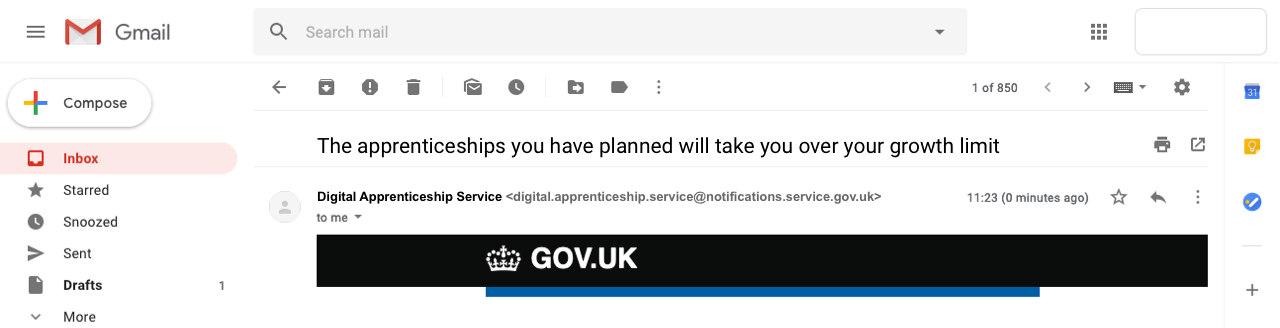 Gmail
Search mail
Compose
1 of 850
31
Inbox
The apprenticeships you have planned will take you over your growth limit
Starred
Digital Apprenticeship Service <digital.apprenticeship.service@notifications.service.gov.uk>
11:23 (0 minutes ago)
Snoozed
to me
Sent
GOV.UK
Drafts 1
More